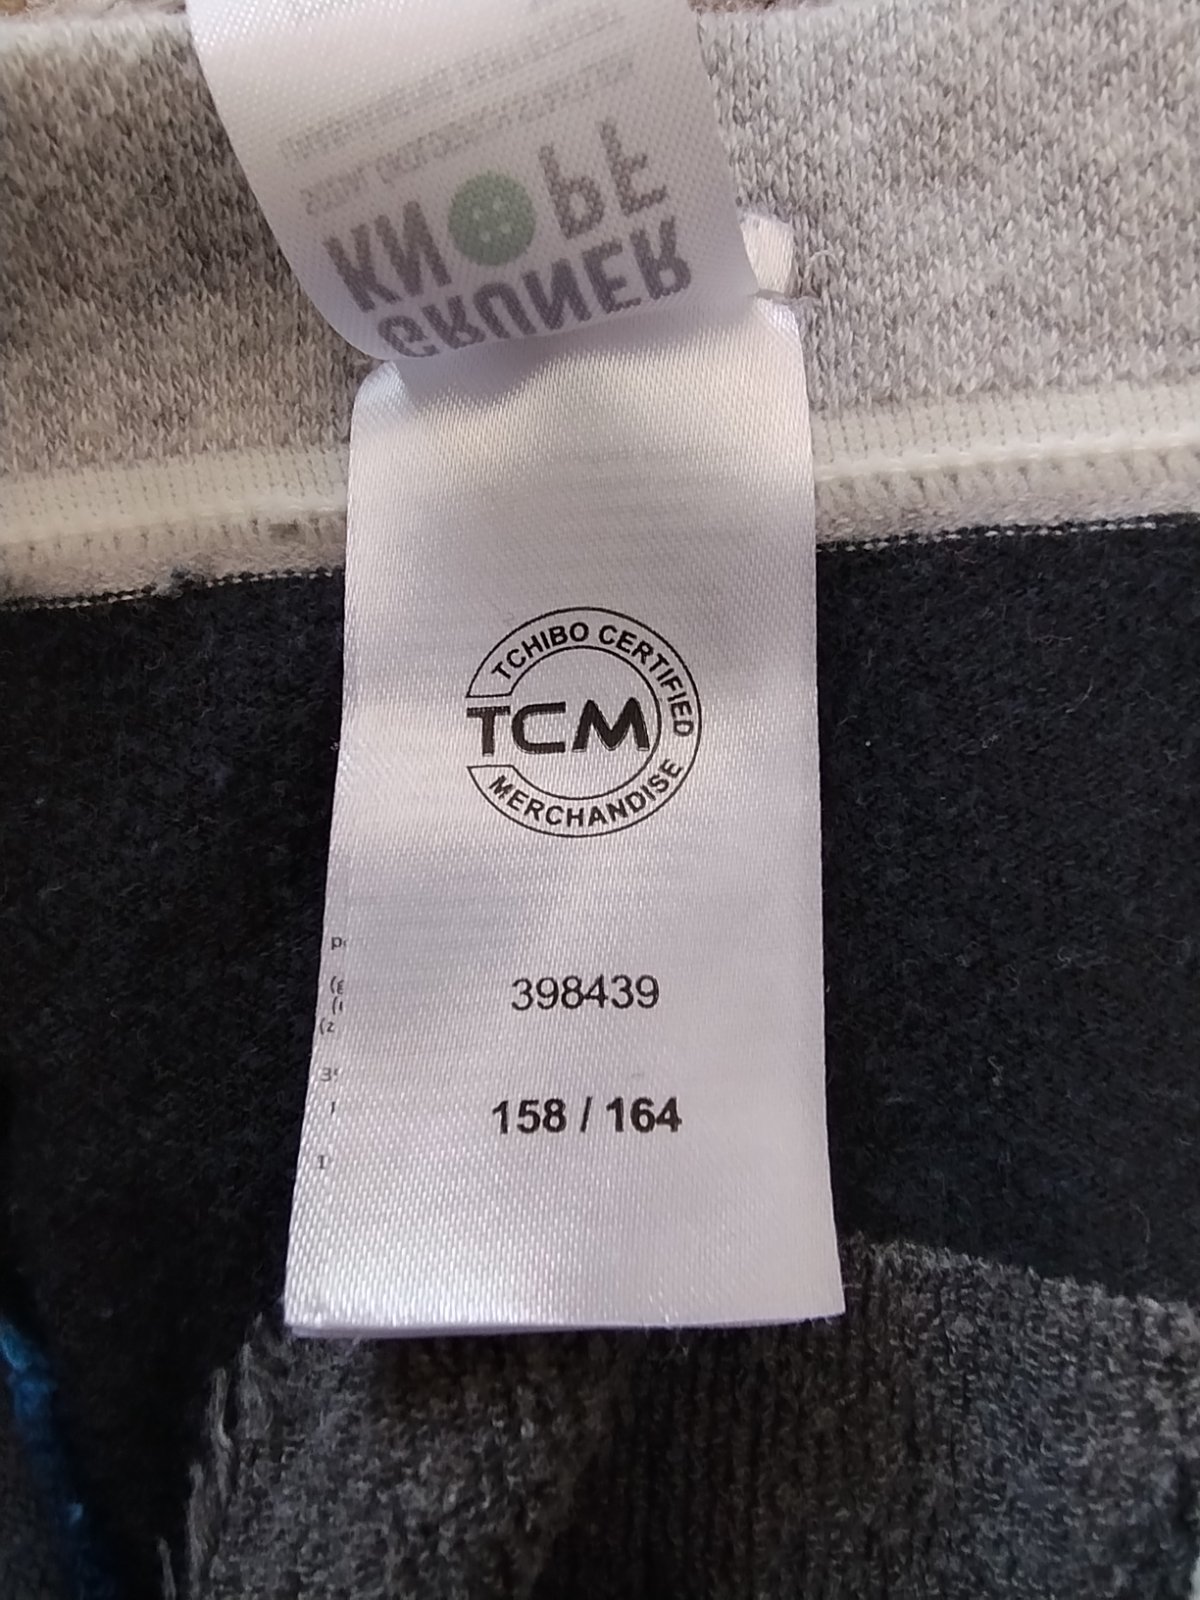 GRÜNER
KNOPF
TCHIBO CERTIFIED
TCM
MERCHANDISE
398439
158 / 164